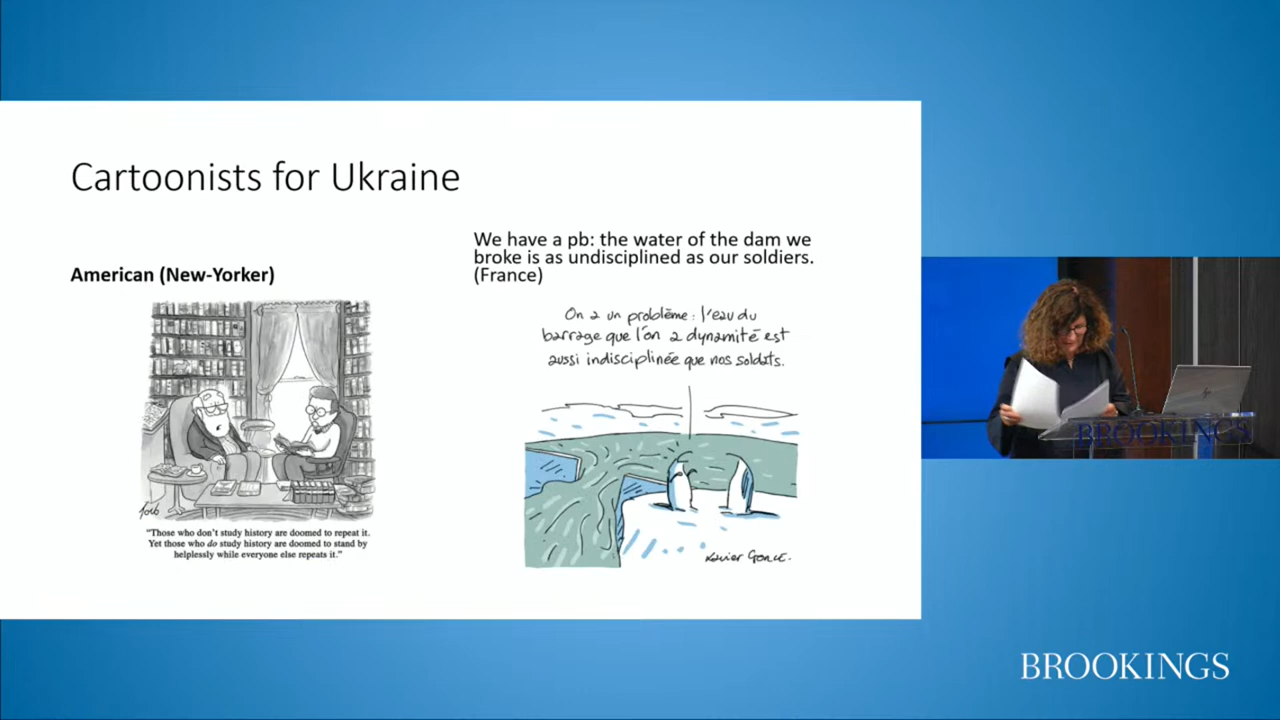 Cartoonists for Ukraine
American (New-Yorker)
"Those who don't study history are doomed to repeat it.
Yet those who do study history are doomed to stand by
helplessly while everyone else repeats it."
We have a pb: the water of the dam we
broke is as undisciplined as our soldiers.
(France)
On a un problème : l'eau du
barrage que l'on a dynamité est
aussi indisciplinée que nos soldats.
Xavier Gorce.
BROOKINGS
BROOKINGS